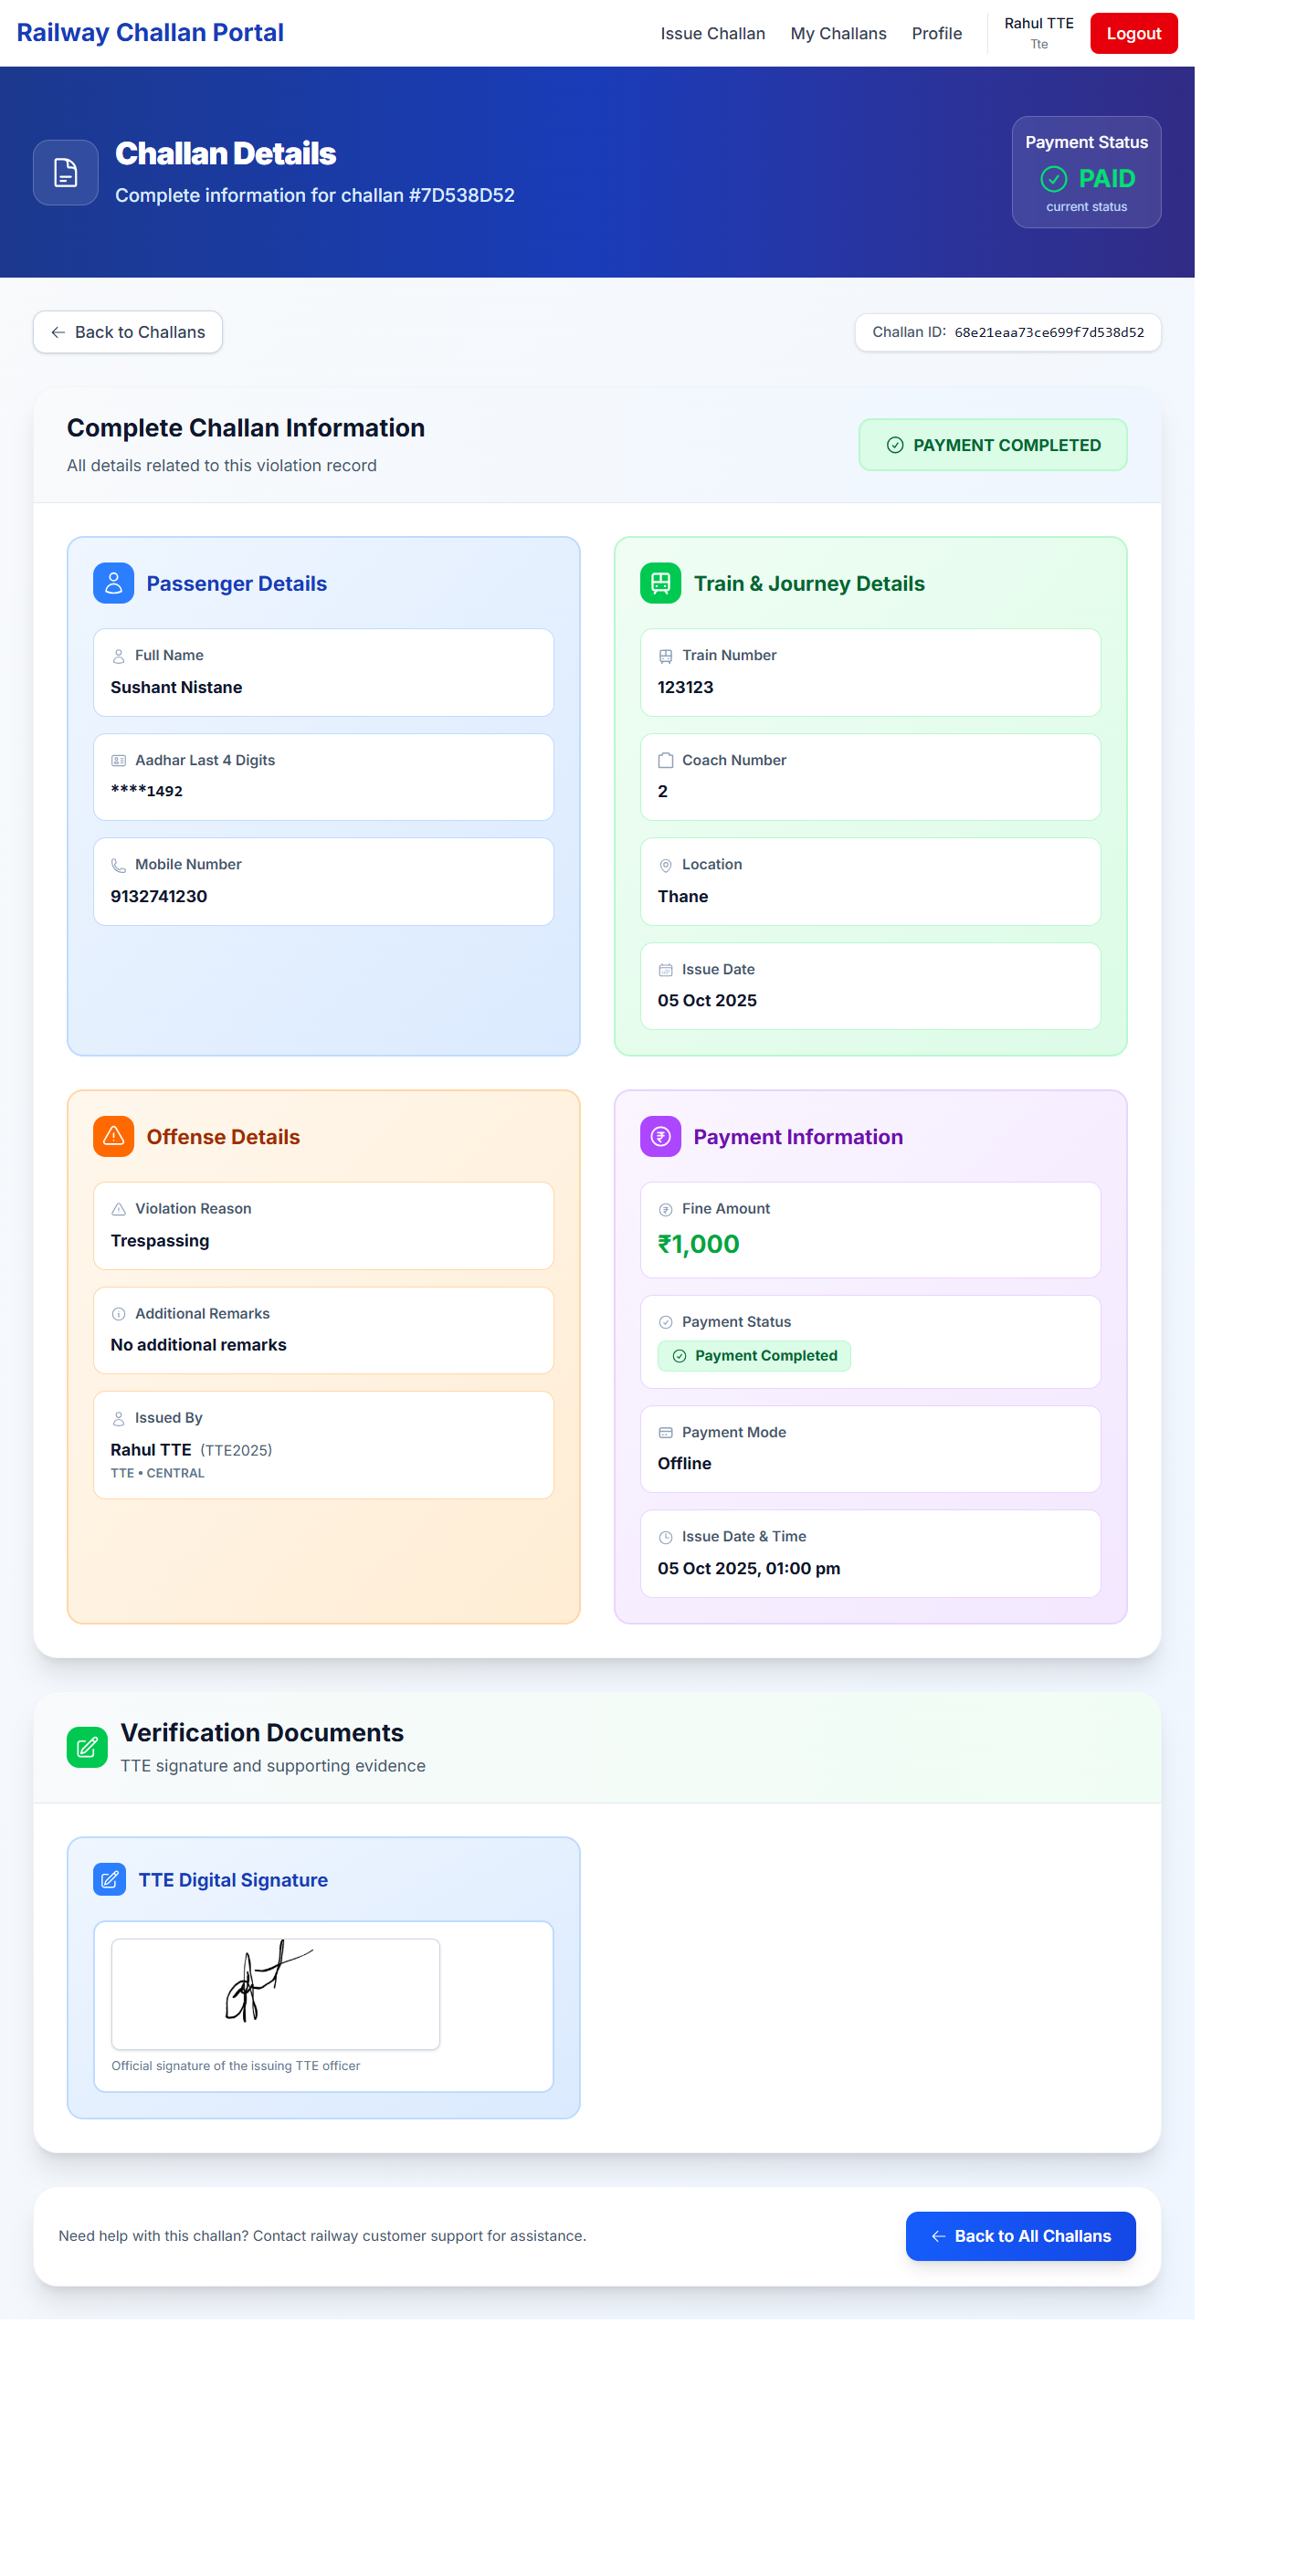 Railway Challan Portal
Issue Challan
My Challans
Profile
Rahul TTE
Tte
Logout
Challan Details
Complete information for challan #7D538D52
Payment Status
PAID
current status
Back to Challans
Challan ID: 68e21eaa73ce699f7d538d52
Complete Challan Information
All details related to this violation record
PAYMENT COMPLETED
Passenger Details
Full Name
Sushant Nistane
Aadhar Last 4 Digits
****1492
Mobile Number
9132741230
Train & Journey Details
Train Number
123123
Coach Number
2
Location
Thane
Issue Date
05 Oct 2025
Offense Details
Violation Reason
Trespassing
Additional Remarks
No additional remarks
Issued By
Rahul TTE (TTE2025)
TTE • CENTRAL
Payment Information
Fine Amount
₹1,000
Payment Status
Payment Completed
Payment Mode
Offline
Issue Date & Time
05 Oct 2025, 01:00 pm
Verification Documents
TTE signature and supporting evidence
TTE Digital Signature
Official signature of the issuing TTE officer
Need help with this challan? Contact railway customer support for assistance.
Back to All Challans